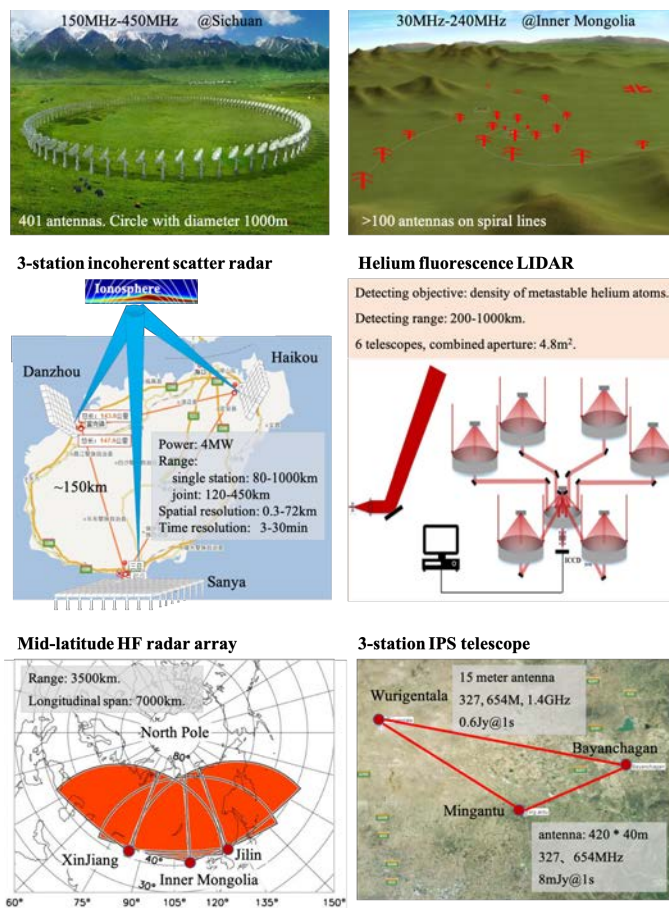 150MHz-450MHz @Sichuan
401 antennas. Circle with diameter 1000m
30MHz-240MHz @Inner Mongolia
>100 antennas on spiral lines
3-station incoherent scatter radar
Ionosphere
Danzhou
Haikou
~150km
Power: 4MW
Range:
single station: 80-1000km
joint: 120-450km
Spatial resolution: 0.3-72km
Time resolution: 3-30min
Sanya
Helium fluorescence LIDAR
Detecting objective: density of metastable helium atoms.
Detecting range: 200-1000km.
6 telescopes, combined aperture: 4.8m².
ICCD
Mid-latitude HF radar array
Range: 3500km.
Longitudinal span: 7000km.
North Pole
80°
XinJiang
40°
Jilin
30°
Inner Mongolia
60° 75° 90° 105° 120° 135° 150°
3-station IPS telescope
15 meter antenna
327, 654M, 1.4GHz
0.6Jy@1s
Wurigentala
Bayanchagan
Bayanchagan
Mingantu
antenna: 420 * 40m
327、654MHz
8mJy@1s